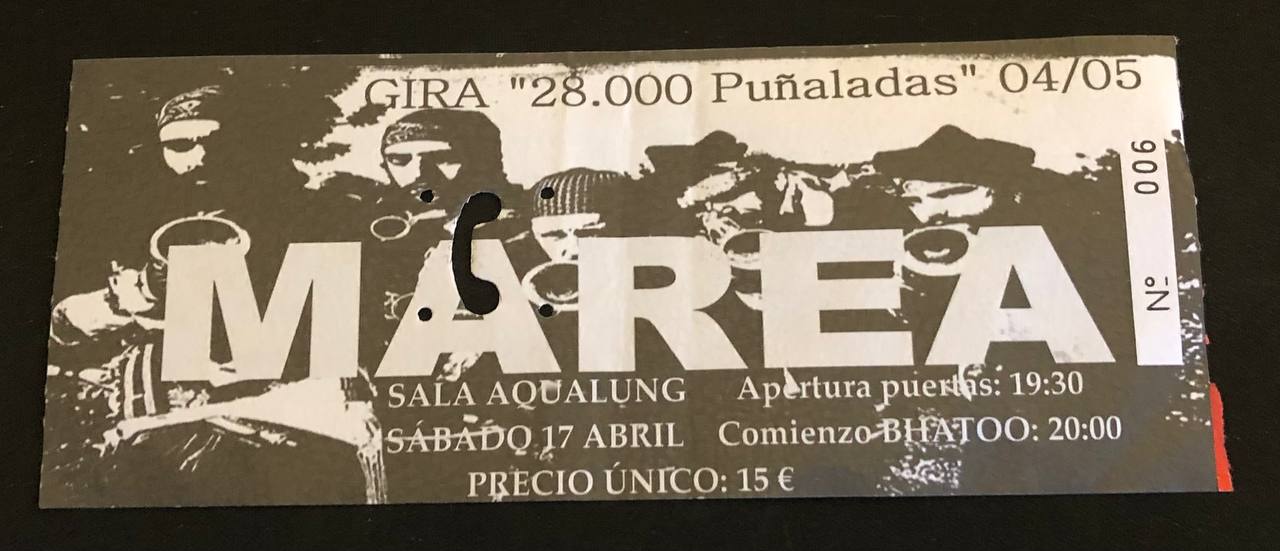 GIRA "28.000 Puñaladas" 04/05
MAREA
Nº 006
SALA AQUALUNG Apertura puertas: 19:30
SÁBADO 17 ABRIL Comienzo BHATOO: 20:00
PRECIO ÚNICO: 15 €